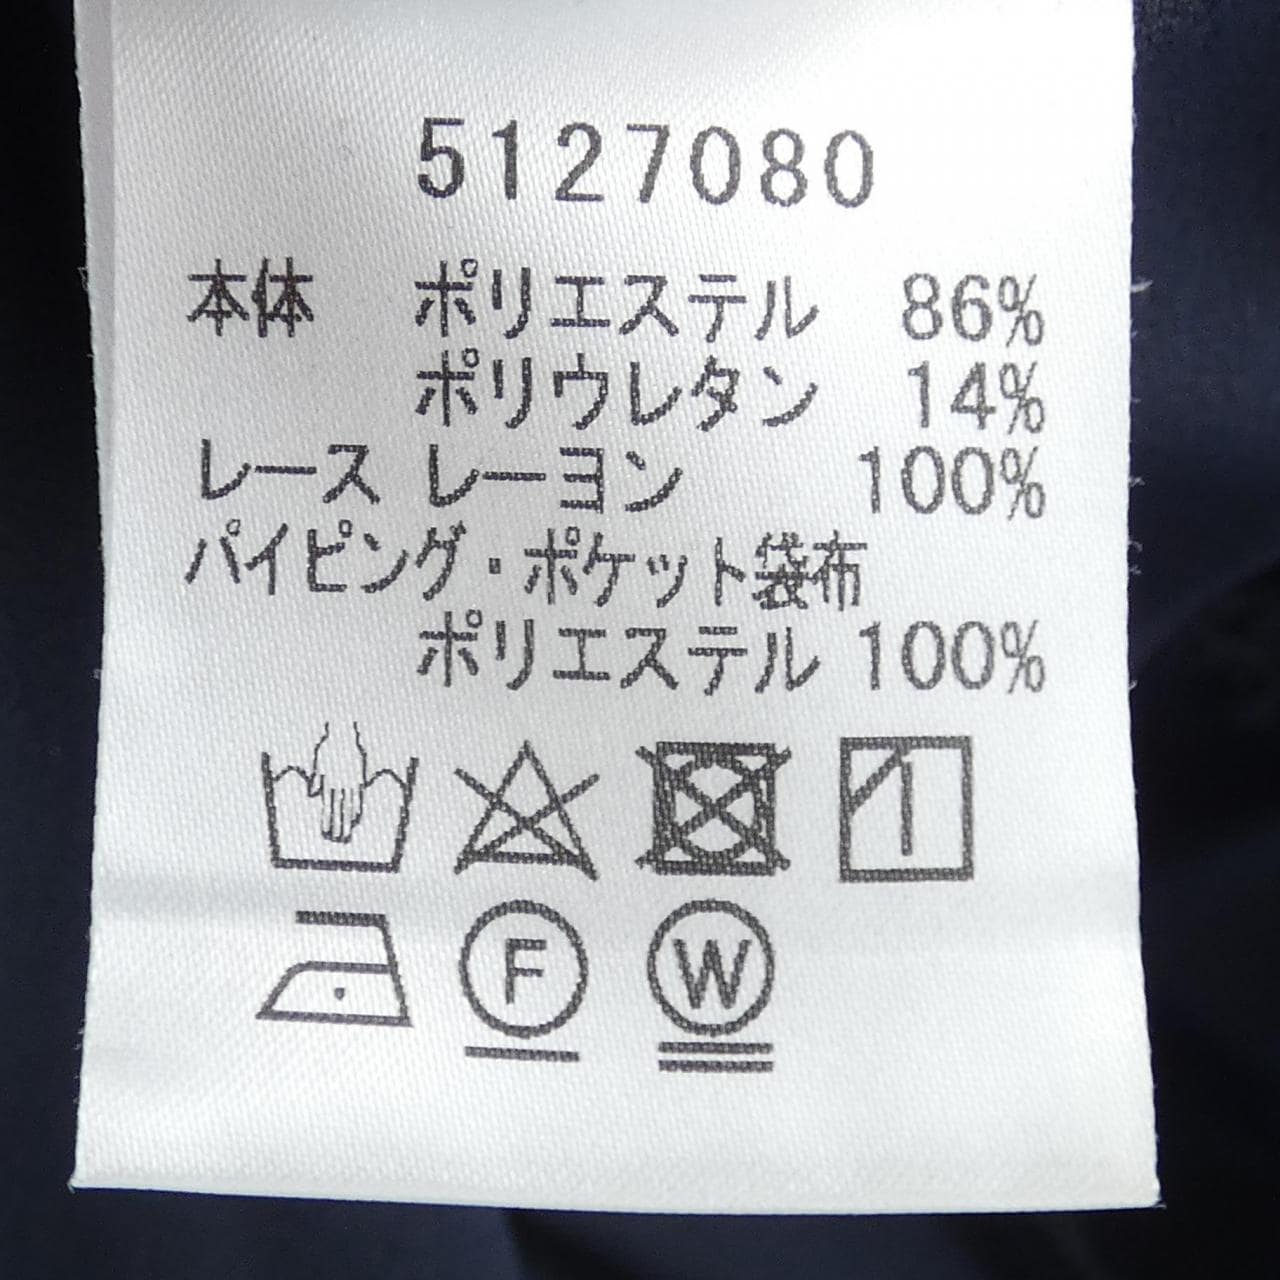 5127080
本体 ポリエステル 86%
ポリウレタン 14%
レース レーヨン 100%
パイピング・ポケット袋布
ポリエステル 100%
F W